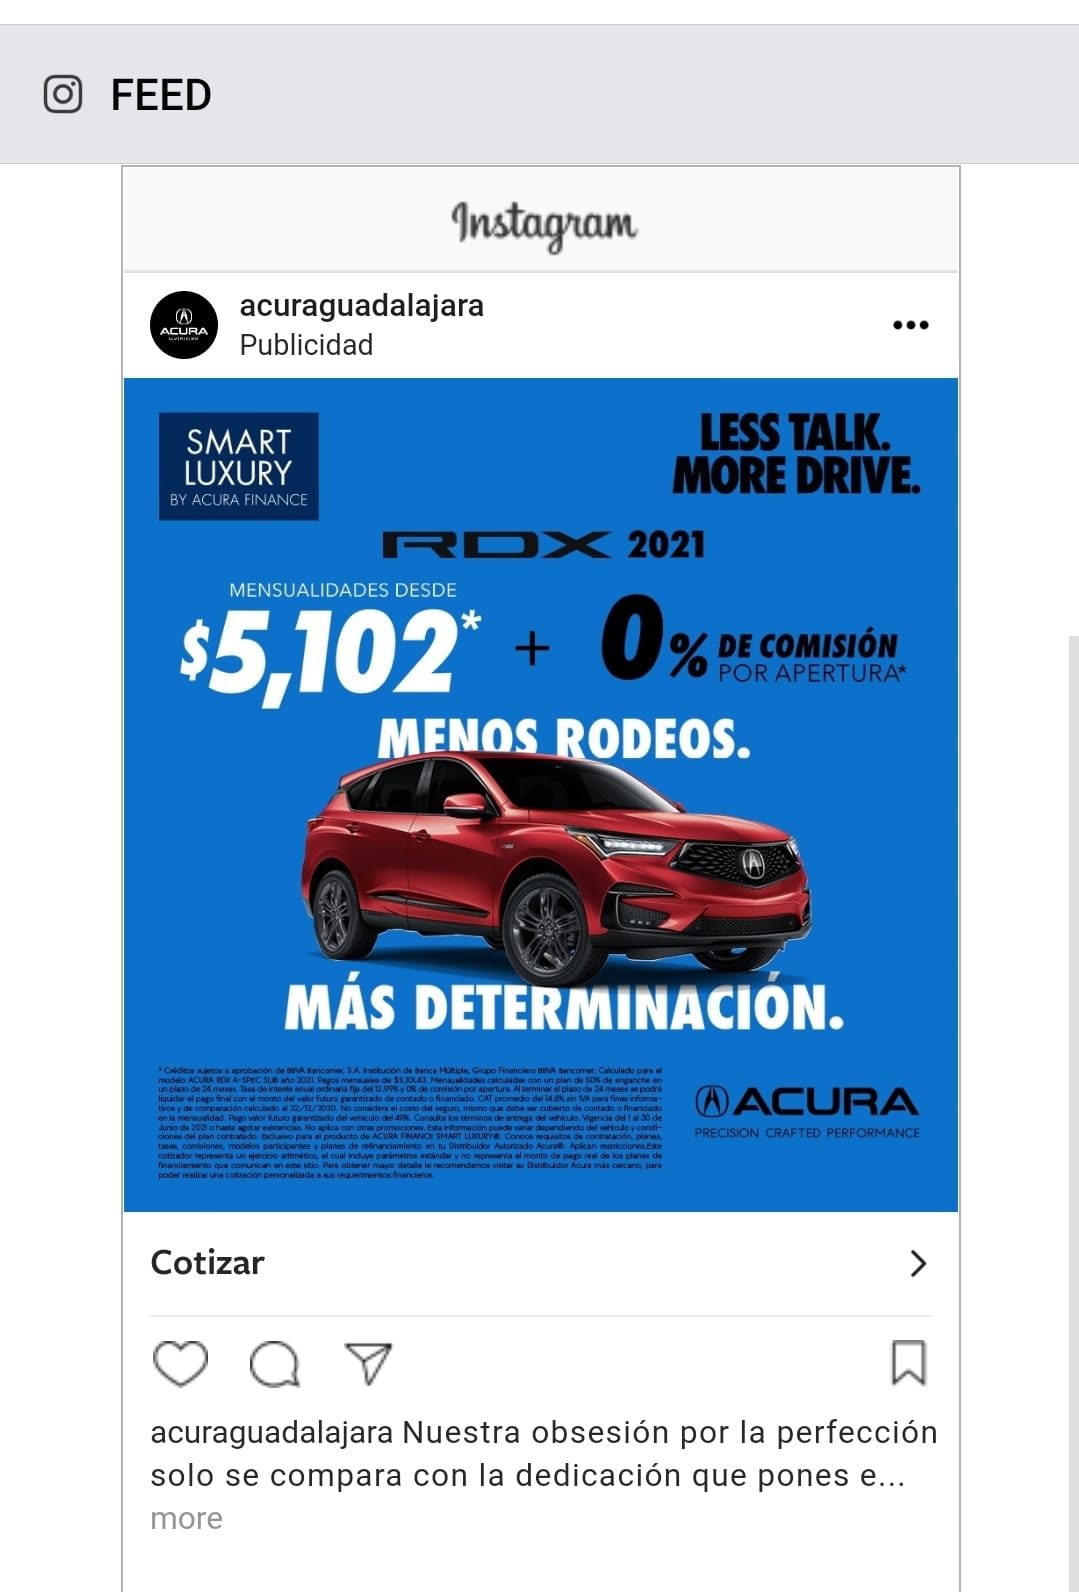 FEED
Instagram
ACURA
acuraguadalajara
Publicidad
SMART
LUXURY
BY ACURA FINANCE
LESS TALK.
MORE DRIVE.
RDX 2021
MENSUALIDADES DESDE
$5,102* + 0% DE COMISIÓN
POR APERTURA*
MENOS RODEOS.
MÁS DETERMINACIÓN.
* Créditos sujetos a aprobación de BBVA Bancomer, S.A. Institución de Banca Múltiple, Grupo Financiero BBVA Bancomer. Calculado para el
modelo ACURA RDX A-SPEC SL® año 2021. Pagos mensuales de $5,101.43. Mensualidades calculadas con un plan de 50% de enganche en
un plazo de 24 meses. Tasa de interés anual ordinaria fija del 12.99% y 0% de comisión por apertura. Al terminar el plazo de 24 meses se podrá
liquidar el pago final con el monto del valor futuro garantizado de contado o financiado. CAT promedio del 14.8% sin IVA para fines informa-
tivos y de comparación calculado al 22/12/2020. No considera el costo del seguro, mismo que debe ser cubierto de contado o financiado
en la mensualidad. Pago valor futuro garantizado del vehículo del 49%. Consulta los términos de entrega del vehículo. Vigencia del 1 al 30 de
Junio de 2021 o hasta agotar existencias. No aplica con otras promociones. Esta información puede variar dependiendo del vehículo y condi-
ciones del plan contratado. Exclusivo para el producto de ACURA FINANCE SMART LUXURY®. Conoce requisitos de contratación, planes,
tasas, comisiones, modelos participantes y planes de refinanciamiento en tu Distribuidor Autorizado Acura®. Aplican restricciones.Este
cotizador representa un ejercicio aritmético, el cual incluye parámetros estándar y no representa el monto de pago real de los planes de
financiamiento que comunican en este sitio. Para obtener mayor detalle le recomendamos visitar su Distribuidor Acura más cercano, para
poder realizar una cotización personalizada a sus requerimientos financieros.
ACURA
PRECISION CRAFTED PERFORMANCE
Cotizar
acuraguadalajara Nuestra obsesión por la perfección
solo se compara con la dedicación que pones e...
more